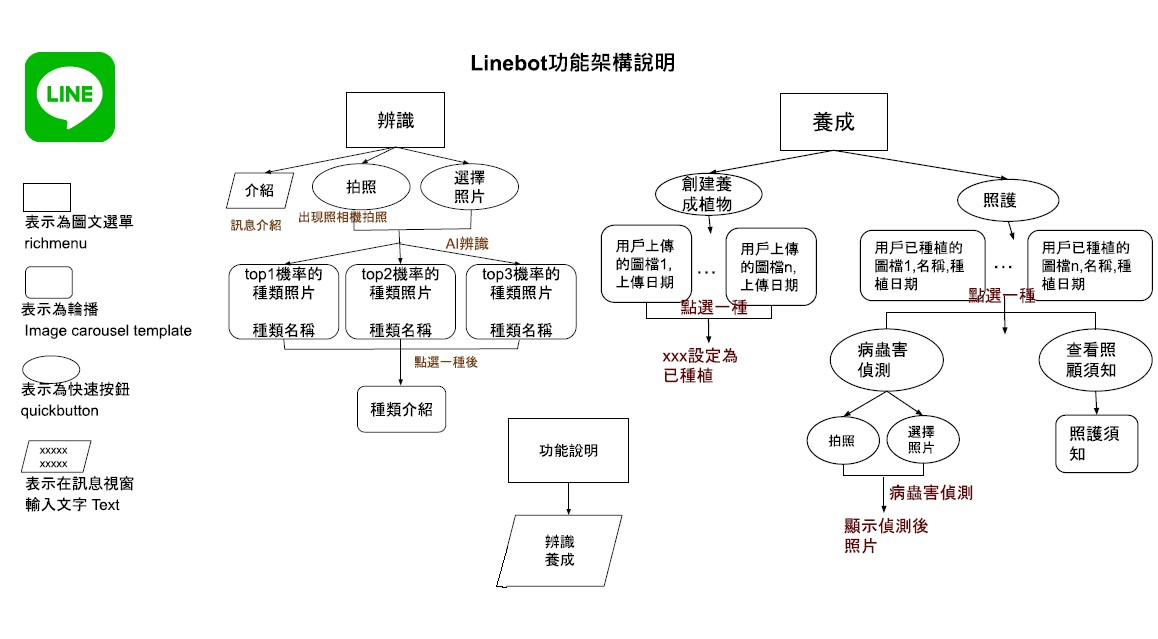 Linebot功能架構說明
LINE
表示為圖文選單
richmenu
表示為輪播
Image carousel template
表示為快速按鈕
quickbutton
xxxxx
xxxxx
表示在訊息視窗
輸入文字 Text
辨識
介紹
拍照
選擇
照片
訊息介紹
出現照相機拍照
AI辨識
top1機率的
種類照片
種類名稱
top2機率的
種類照片
種類名稱
top3機率的
種類照片
種類名稱
點選一種後
種類介紹
功能說明
辨識
養成
養成
創建養
成植物
用戶上傳
的圖檔1,
上傳日期
...
用戶上傳
的圖檔n,
上傳日期
點選一種
xxx設定為
已種植
照護
用戶已種植的
圖檔1,名稱,種
植日期
...
用戶已種植的
圖檔n,名稱,種
植日期
點選一種
病蟲害
偵測
拍照
選擇
照片
病蟲害偵測
顯示偵測後
照片
查看照
顧須知
照護須
知